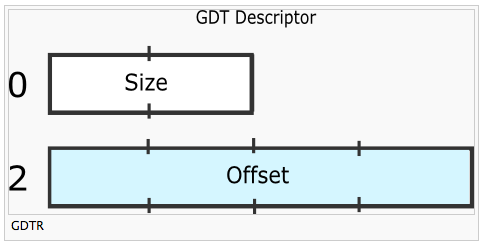 GDT Descriptor
0
Size
2
Offset
GDTR